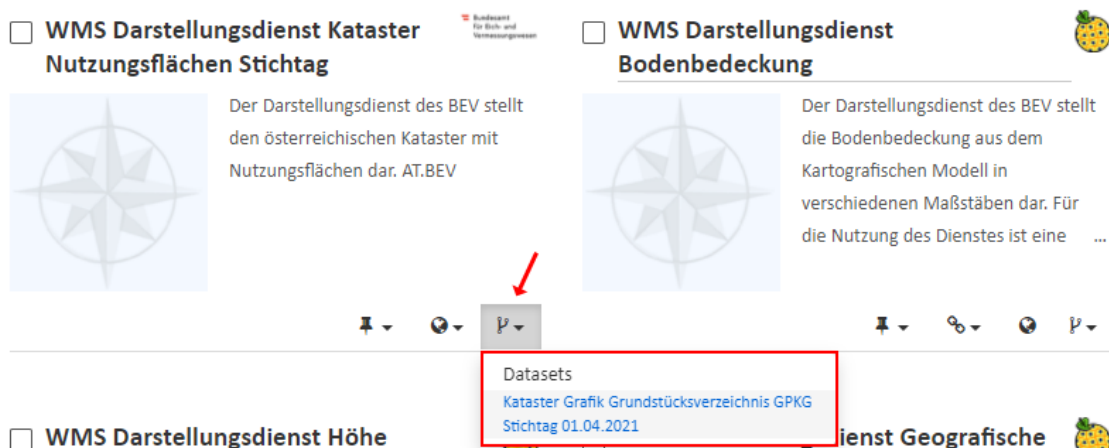 WMS Darstellungsdienst Kataster
Nutzungsflächen Stichtag
Bundesamt
für Eich- und
Vermessungswesen
Der Darstellungsdienst des BEV stellt
den österreichischen Kataster mit
Nutzungsflächen dar. AT.BEV
WMS Darstellungsdienst
Bodenbedeckung
Der Darstellungsdienst des BEV stellt
die Bodenbedeckung aus dem
Kartografischen Modell in
verschiedenen Maßstäben dar. Für
die Nutzung des Dienstes ist eine ...
Datasets
Kataster Grafik Grundstücksverzeichnis GPKG
Stichtag 01.04.2021
WMS Darstellungsdienst Höhe
ienst Geografische